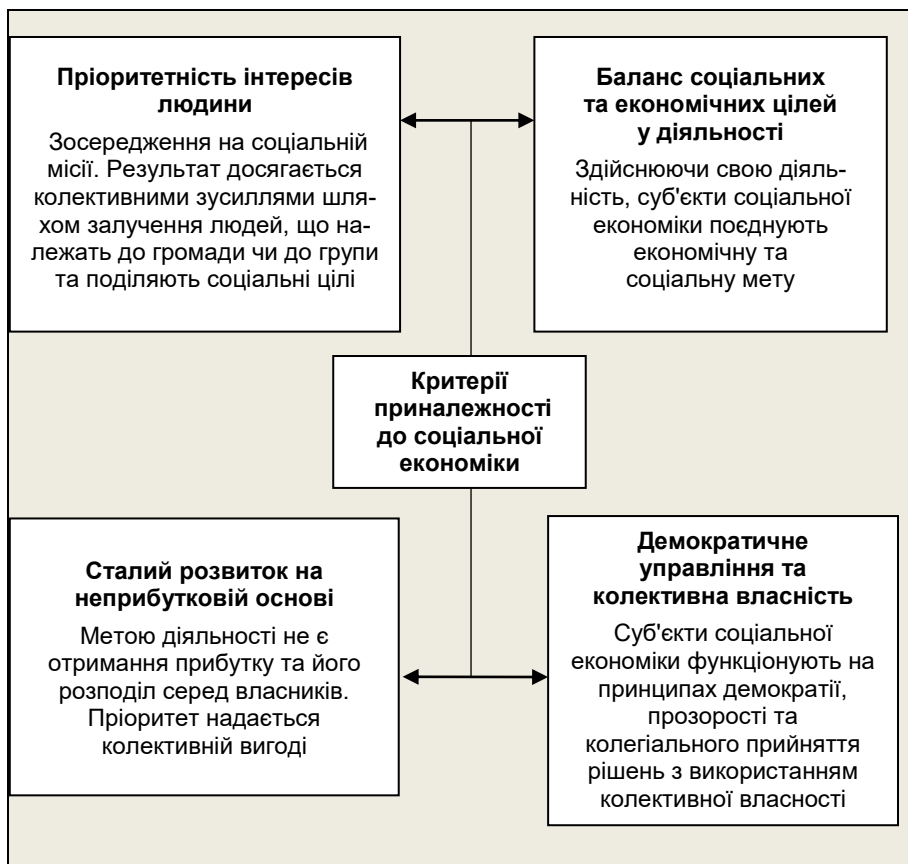 Пріоритетність інтересів
людини
Зосередження на соціальній
місії. Результат досягається
колективними зусиллями шля-
хом залучення людей, що на-
лежать до громади чи до групи
та поділяють соціальні цілі
Баланс соціальних
та економічних цілей
у діяльності
Здійснюючи свою діяль-
ність, суб'єкти соціальної
економіки поєднують
економічну та
соціальну мету
Критерії
приналежності
до соціальної
економіки
Сталий розвиток на
неприбутковій основі
Метою діяльності не є
отримання прибутку та його
розподіл серед власників.
Пріоритет надається
колективній вигоді
Демократичне
управління та
колективна власність
Суб'єкти соціальної
економіки функціонують на
принципах демократії,
прозорості та
колегіального прийняття
рішень з використанням
колективної власності